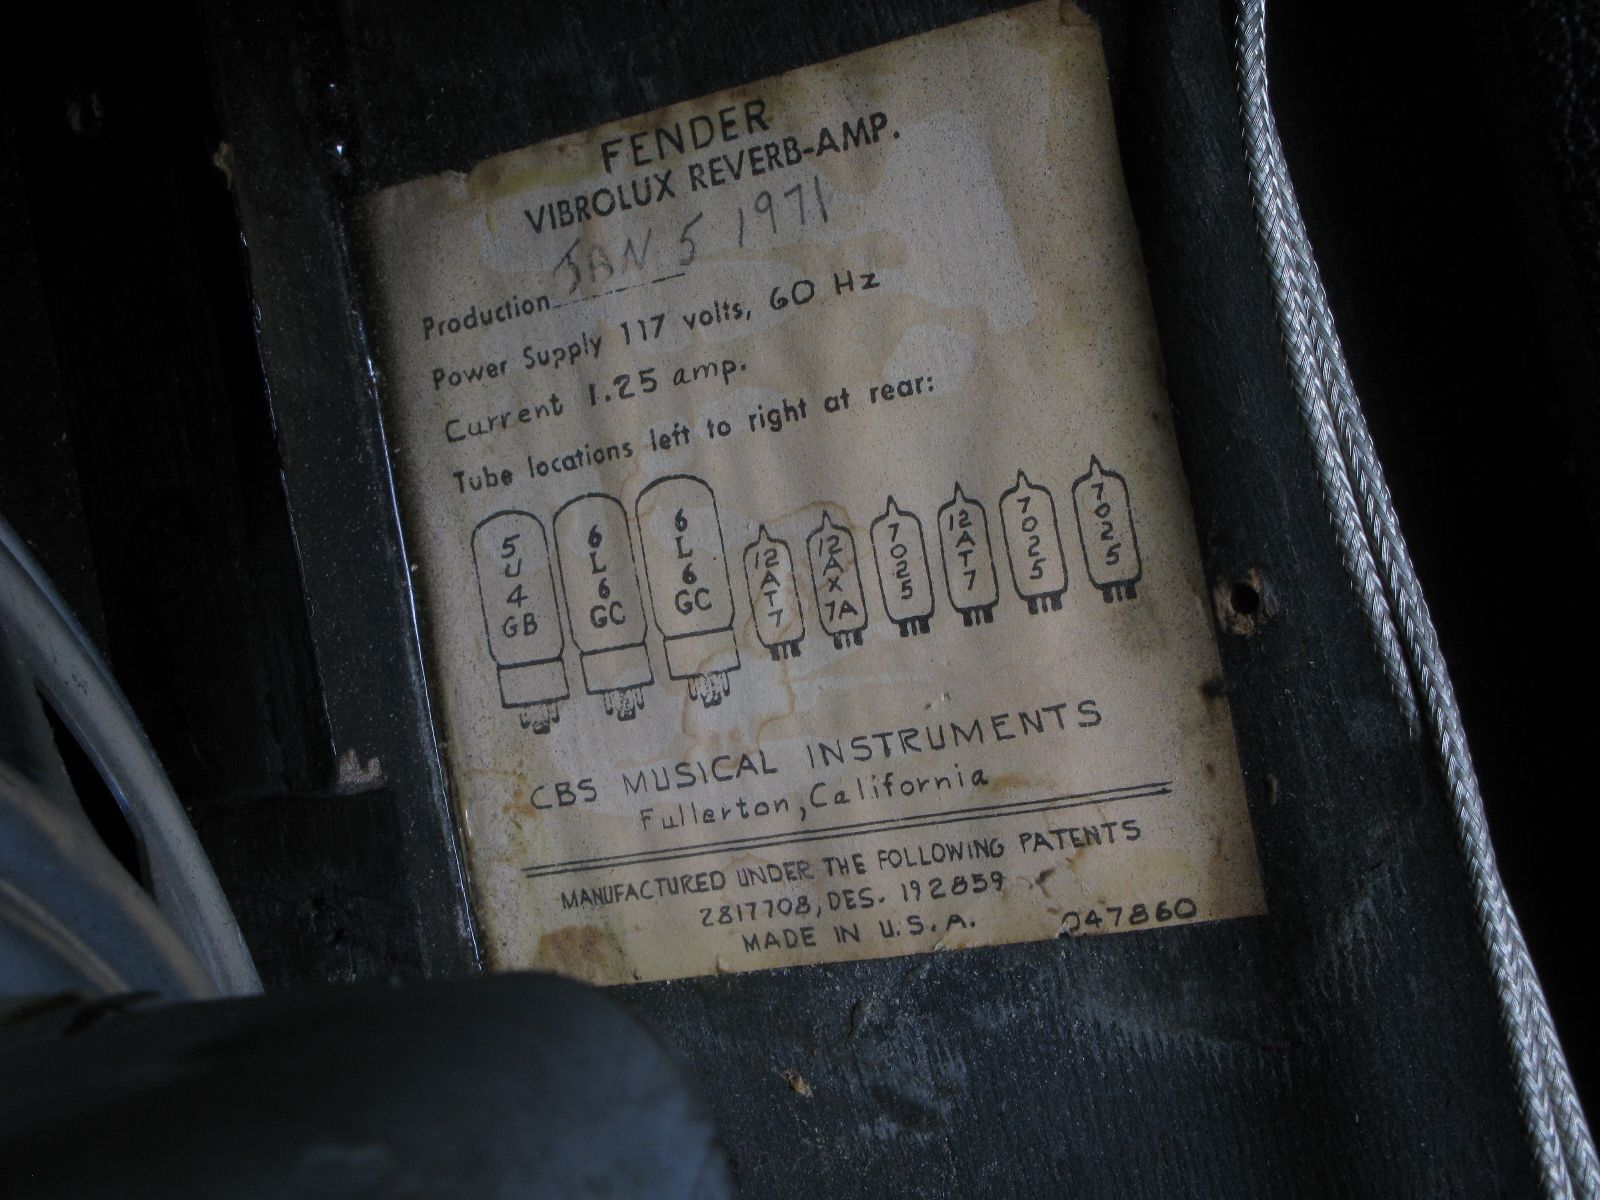 FENDER
VIBROLUX REVERB-AMP.
JAN 5 1971
Production
Power Supply 117 volts, 60 Hz
Current 1.25 amp.
Tube locations left to right at rear:
5U4GB 6L6GC 6L6GC 12AT7 12AX7A 7025 12AT7 7025 7025
CBS MUSICAL INSTRUMENTS
Fullerton, California
MANUFACTURED UNDER THE FOLLOWING PATENTS
2817708, DES. 192859
MADE IN U.S.A. 047860